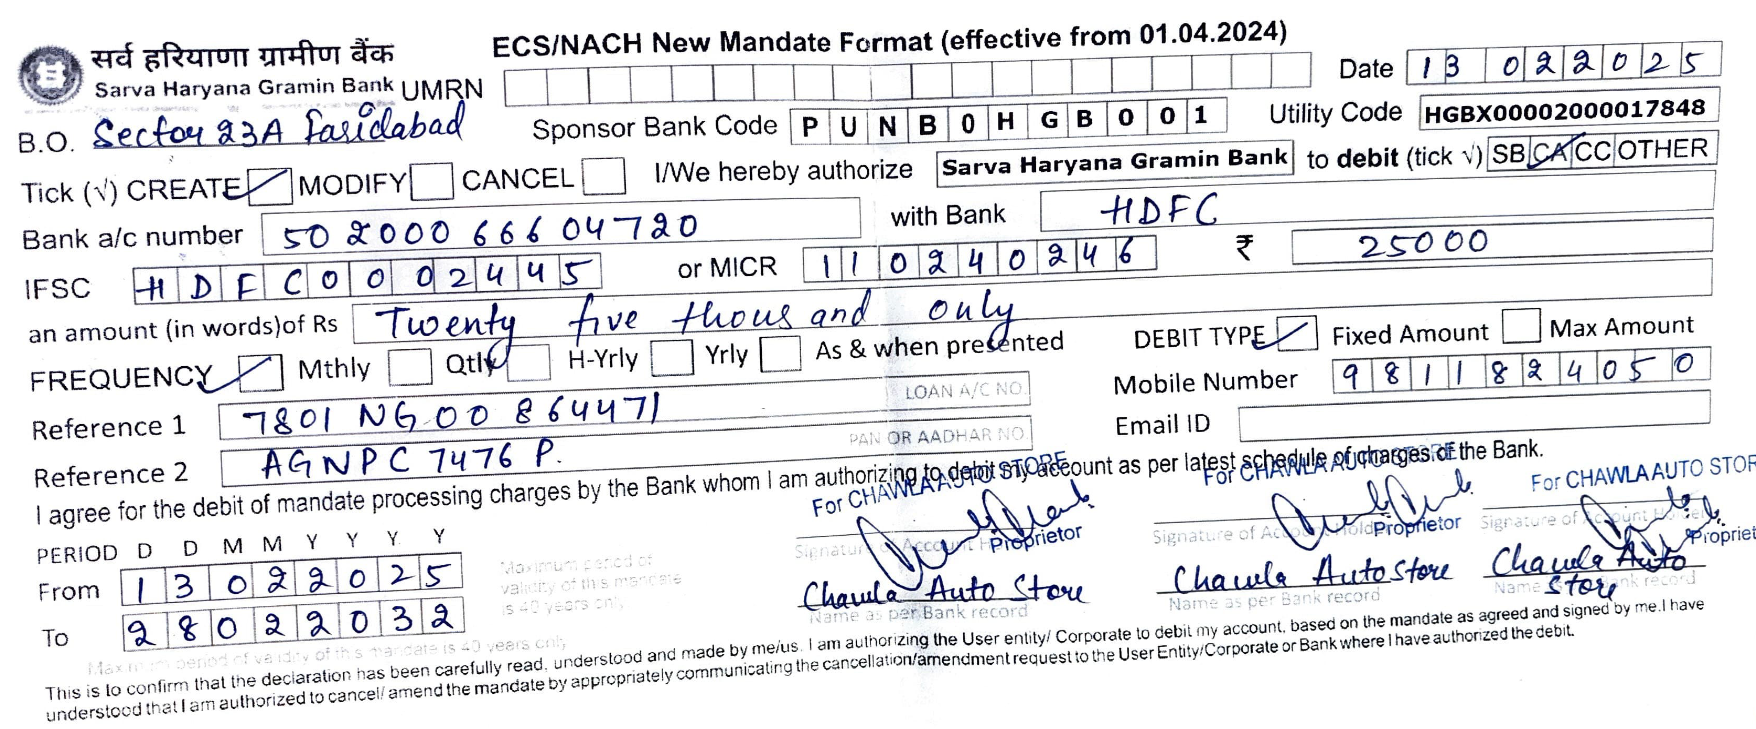 ECS/NACH New Mandate Format (effective from 01.04.2024)
सर्व हरियाणा ग्रामीण बैंक
Sarva Haryana Gramin Bank UMRN Date 13 02 2025
B.O. Sector 23A Faridabad Sponsor Bank Code PUNB0HGB001 Utility Code HGBX00002000017848
Tick (√) CREATE MODIFY CANCEL I/We hereby authorize Sarva Haryana Gramin Bank to debit (tick √) SB CA CC OTHER
Bank a/c number 50200066604720 with Bank HDFC
IFSC HDFC0002445 or MICR 110240246 ₹ 25000
an amount (in words)of Rs Twenty five thousand only
FREQUENCY Mthly Qtly H-Yrly Yrly As & when presented DEBIT TYPE Fixed Amount Max Amount
Reference 1 7801 NG 00 864471 LOAN A/C NO. Mobile Number 9811824050
Reference 2 AGNPC 7476 P. PAN OR AADHAR NO. Email ID
I agree for the debit of mandate processing charges by the Bank whom I am authorizing to debit my account as per latest schedule of charges of the Bank.
For CHAWLA AUTO STORE For CHAWLA AUTO STORE For CHAWLA AUTO STOR
PERIOD D D M M Y Y Y Y
Proprietor Proprietor Propriet
Signature of Account Holder Signature of Account Holder Signature of Account Holder
From 13022025 Maximum period of validity of this mandate is 40 years only
Chawla Auto Store Chawla Auto Store Chawla Auto Store
Name as per Bank record Name as per Bank record Name as per Bank record
To 28022032
Maximum period of validity of this mandate is 40 years only
This is to confirm that the declaration has been carefully read, understood and made by me/us. I am authorizing the User entity/ Corporate to debit my account, based on the mandate as agreed and signed by me.I have
understood that I am authorized to cancel/ amend the mandate by appropriately communicating the cancellation/amendment request to the User Entity/Corporate or Bank where I have authorized the debit.